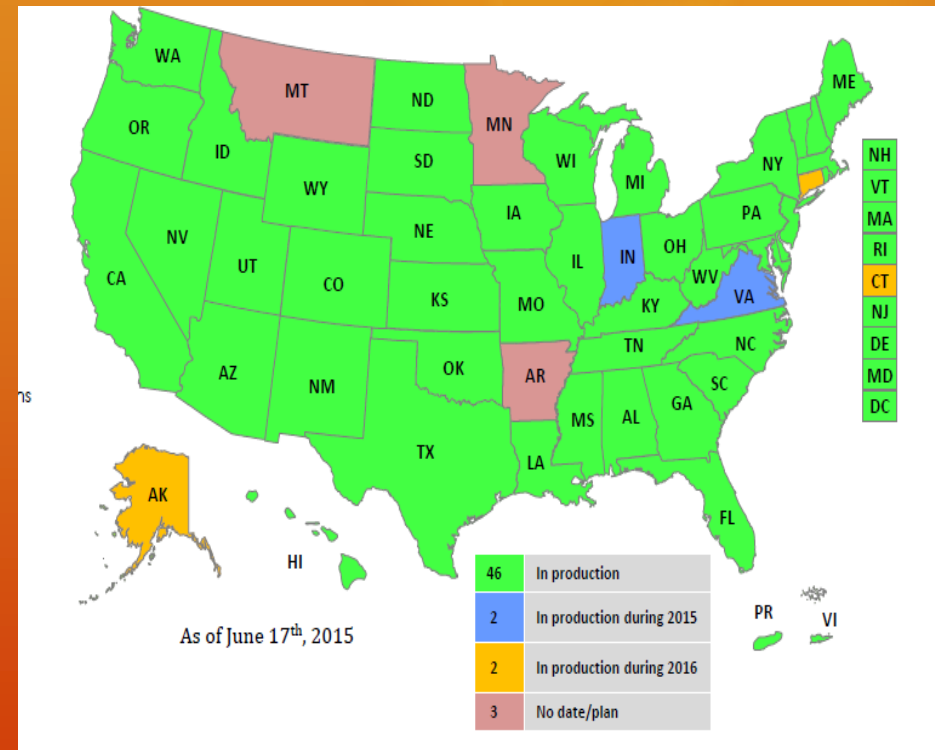 WA
MT
ND
MN
ME
OR
ID
SD
WI
MI
NY
WY
IA
PA
NE
NV
UT
CO
IL
IN
OH
WV
VA
CA
KS
MO
KY
AZ
NM
OK
AR
TN
NC
SC
MS
AL
GA
TX
LA
FL
NH
VT
MA
RI
CT
NJ
DE
MD
DC
ns
AK
HI
PR
VI
As of June 17th, 2015
46 In production
2 In production during 2015
2 In production during 2016
3 No date/plan